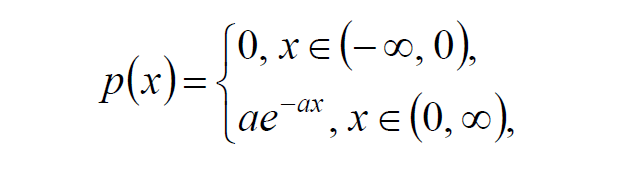 p(x) = { 0, x ∈ (−∞, 0),
ae^{−ax}, x ∈ (0, ∞),